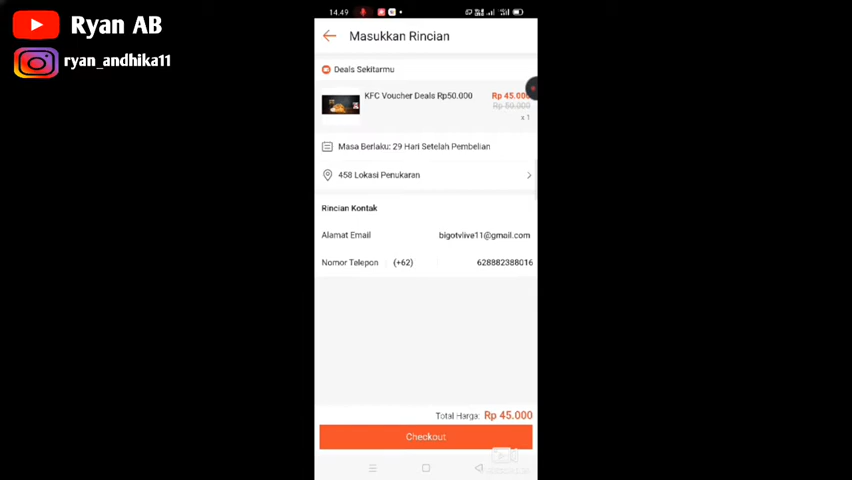 Ryan AB
ryan_andhika11
14.49
Masukkan Rincian
Deals Sekitarmu
KFC Voucher Deals Rp50.000
Rp 45.000
Rp 50.000
x 1
Masa Berlaku: 29 Hari Setelah Pembelian
458 Lokasi Penukaran
Rincian Kontak
Alamat Email bigotvlive11@gmail.com
Nomor Telepon (+62) 628882388016
Total Harga: Rp 45.000
Checkout